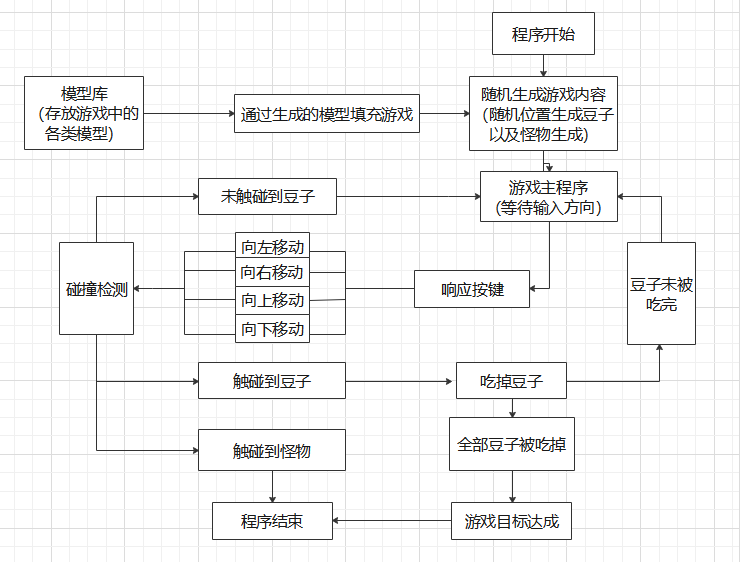 程序开始
模型库
（存放游戏中的
各类模型）
通过生成的模型填充游戏
随机生成游戏内容
（随机位置生成豆子
以及怪物生成）
未触碰到豆子
游戏主程序
（等待输入方向）
向左移动
向右移动
向上移动
向下移动
碰撞检测
响应按键
豆子未被
吃完
触碰到豆子
吃掉豆子
触碰到怪物
全部豆子被吃掉
程序结束
游戏目标达成